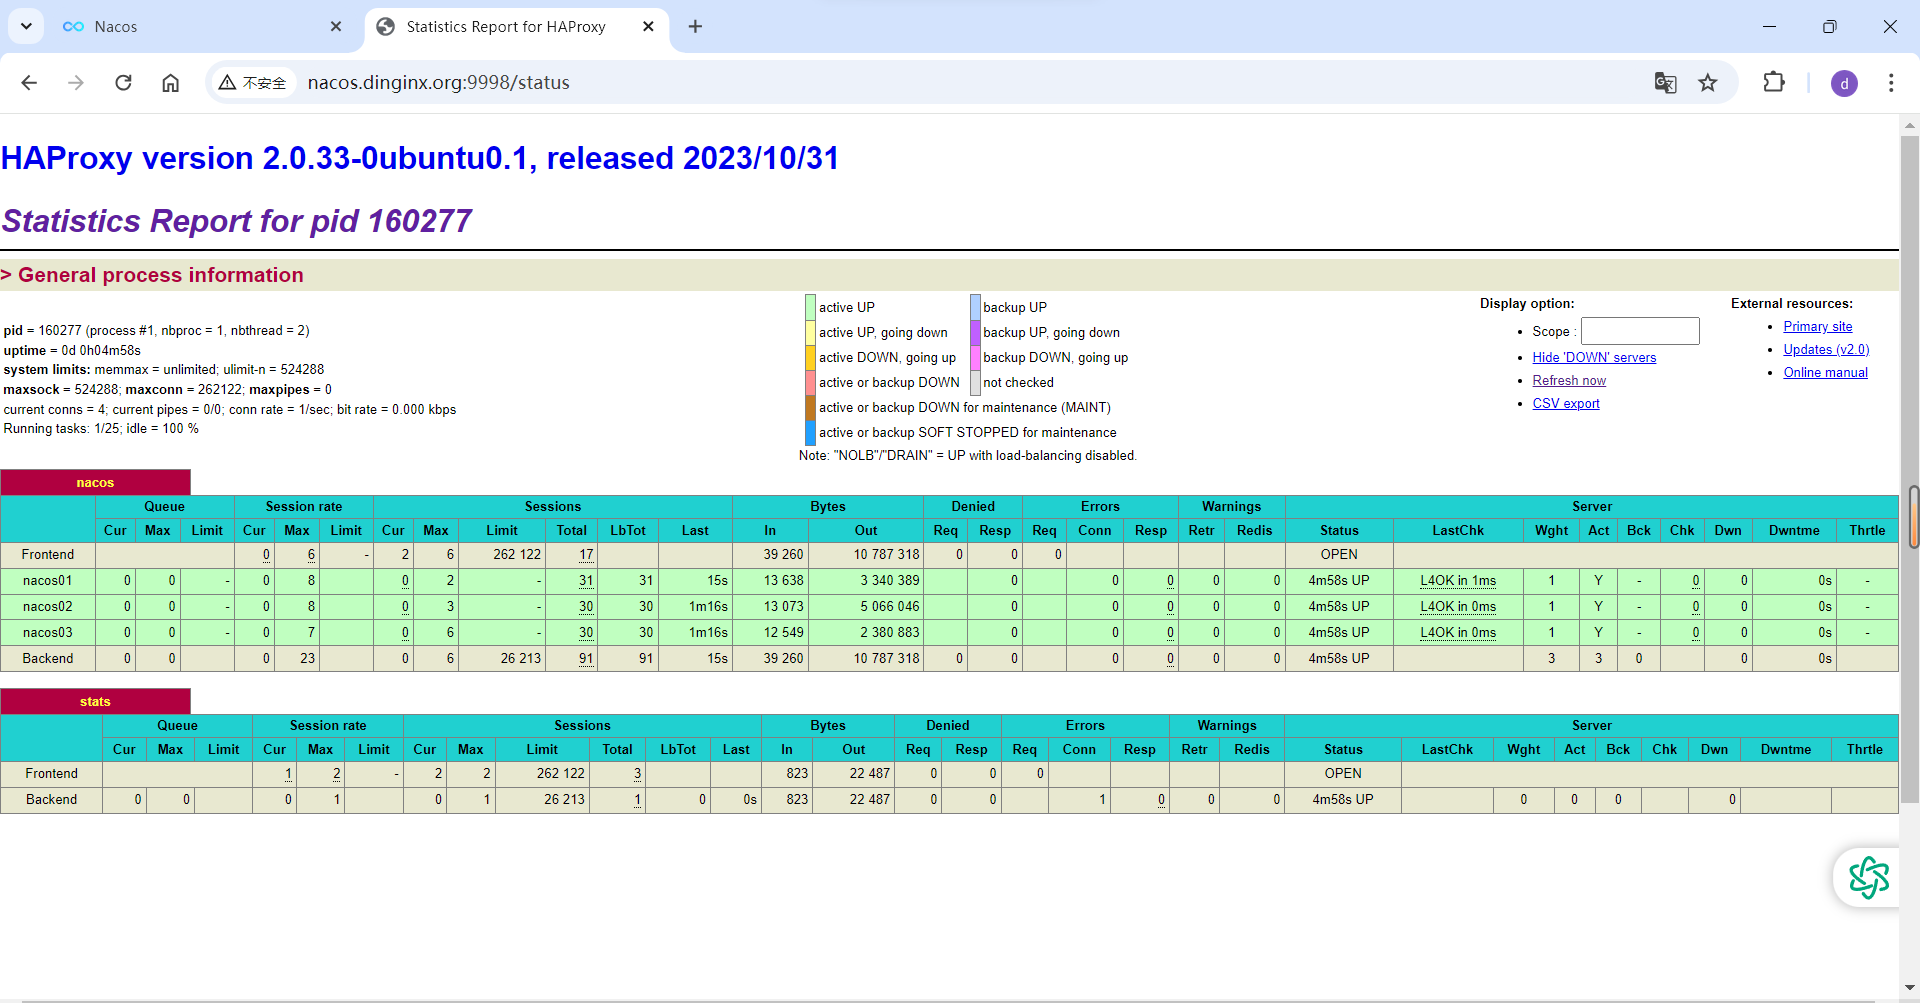 Nacos
Statistics Report for HAProxy
不安全
nacos.dinginx.org:9998/status
d
HAProxy version 2.0.33-0ubuntu0.1, released 2023/10/31
Statistics Report for pid 160277
> General process information
pid = 160277 (process #1, nbproc = 1, nbthread = 2)
uptime = 0d 0h04m58s
system limits: memmax = unlimited; ulimit-n = 524288
maxsock = 524288; maxconn = 262122; maxpipes = 0
current conns = 4; current pipes = 0/0; conn rate = 1/sec; bit rate = 0.000 kbps
Running tasks: 1/25; idle = 100 %
active UP backup UP
active UP, going down backup UP, going down
active DOWN, going up backup DOWN, going up
active or backup DOWN not checked
active or backup DOWN for maintenance (MAINT)
active or backup SOFT STOPPED for maintenance
Note: "NOLB"/"DRAIN" = UP with load-balancing disabled.
Display option:
Scope :
Hide 'DOWN' servers
Refresh now
CSV export
External resources:
Primary site
Updates (v2.0)
Online manual
nacos
Queue Session rate Sessions Bytes Denied Errors Warnings Server
Cur Max Limit Cur Max Limit Cur Max Limit Total LbTot Last In Out Req Resp Req Conn Resp Retr Redis Status LastChk Wght Act Bck Chk Dwn Dwntme Thrtle
Frontend 0 6 - 2 6 262 122 17 39 260 10 787 318 0 0 0 OPEN
nacos01 0 0 - 0 8 0 2 - 31 31 15s 13 638 3 340 389 0 0 0 0 0 4m58s UP L4OK in 1ms 1 Y - 0 0 0s -
nacos02 0 0 - 0 8 0 3 - 30 30 1m16s 13 073 5 066 046 0 0 0 0 0 4m58s UP L4OK in 0ms 1 Y - 0 0 0s -
nacos03 0 0 - 0 7 0 6 - 30 30 1m16s 12 549 2 380 883 0 0 0 0 0 4m58s UP L4OK in 0ms 1 Y - 0 0 0s -
Backend 0 0 0 23 0 6 26 213 91 91 15s 39 260 10 787 318 0 0 0 0 0 0 4m58s UP 3 3 0 0 0s
stats
Queue Session rate Sessions Bytes Denied Errors Warnings Server
Cur Max Limit Cur Max Limit Cur Max Limit Total LbTot Last In Out Req Resp Req Conn Resp Retr Redis Status LastChk Wght Act Bck Chk Dwn Dwntme Thrtle
Frontend 1 2 - 2 2 262 122 3 823 22 487 0 0 0 OPEN
Backend 0 0 0 1 0 1 26 213 1 0 0s 823 22 487 0 0 1 0 0 0 4m58s UP 0 0 0 0